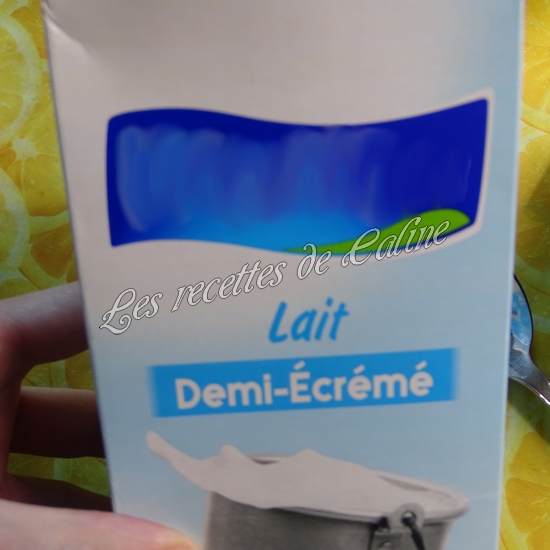 Les recettes de Caline
Lait
Demi-Écrémé